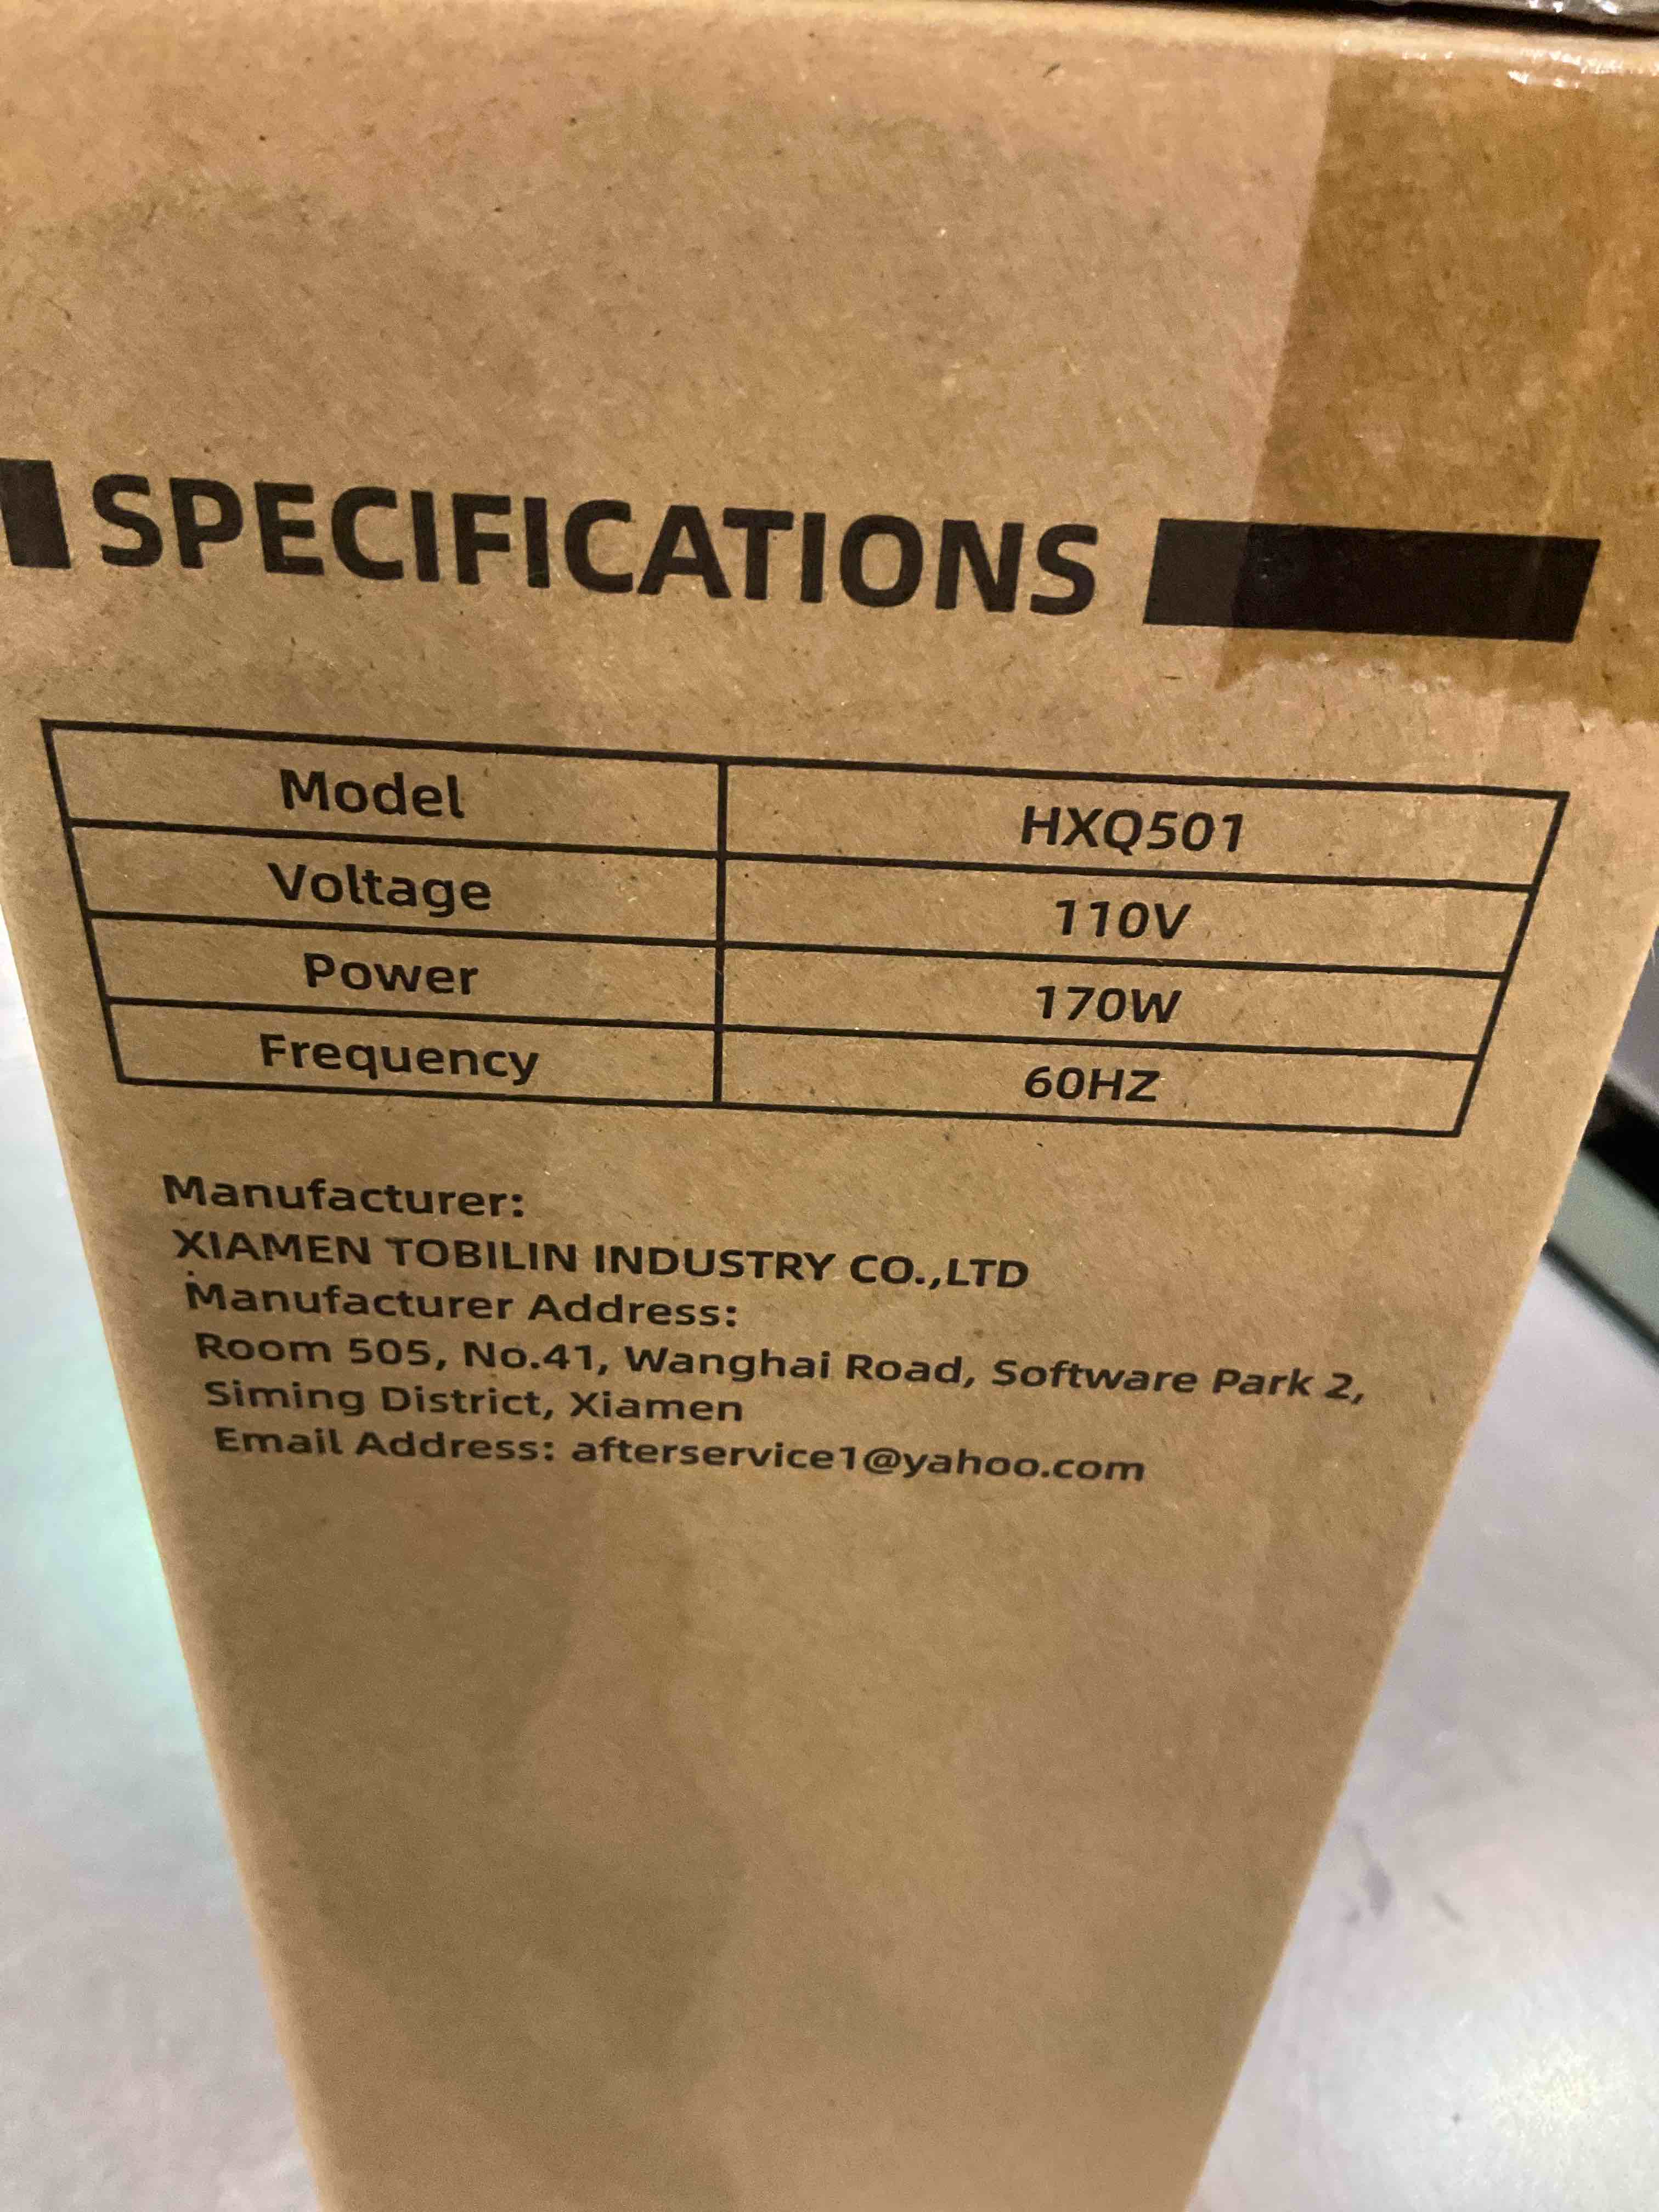 SPECIFICATIONS
Model HXQ501
Voltage 110V
Power 170W
Frequency 60HZ
Manufacturer:
XIAMEN TOBILIN INDUSTRY CO.,LTD
Manufacturer Address:
Room 505, No.41, Wanghai Road, Software Park 2,
Siming District, Xiamen
Email Address: afterservice1@yahoo.com